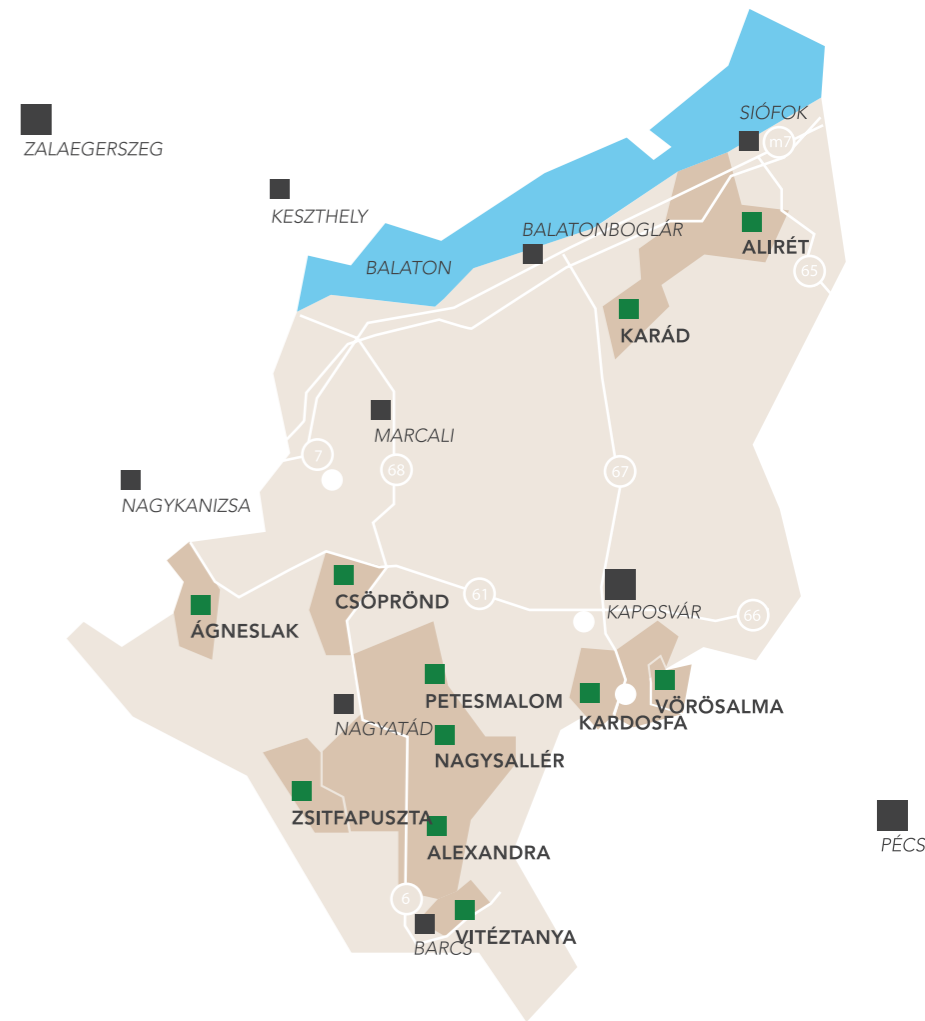 SIÓFOK
m7
ZALAEGERSZEG
KESZTHELY
BALATONBOGLÁR
ALIRÉT
BALATON
65
KARÁD
MARCALI
7
68
67
NAGYKANIZSA
CSÖPRÖND
61
KAPOSVÁR
66
ÁGNESLAK
PETESMALOM
VÖRÖSALMA
KARDOSFA
NAGYATÁD
NAGYSALLÉR
ZSITFAPUSZTA
PÉCS
ALEXANDRA
6
VITÉZTANYA
BARCS